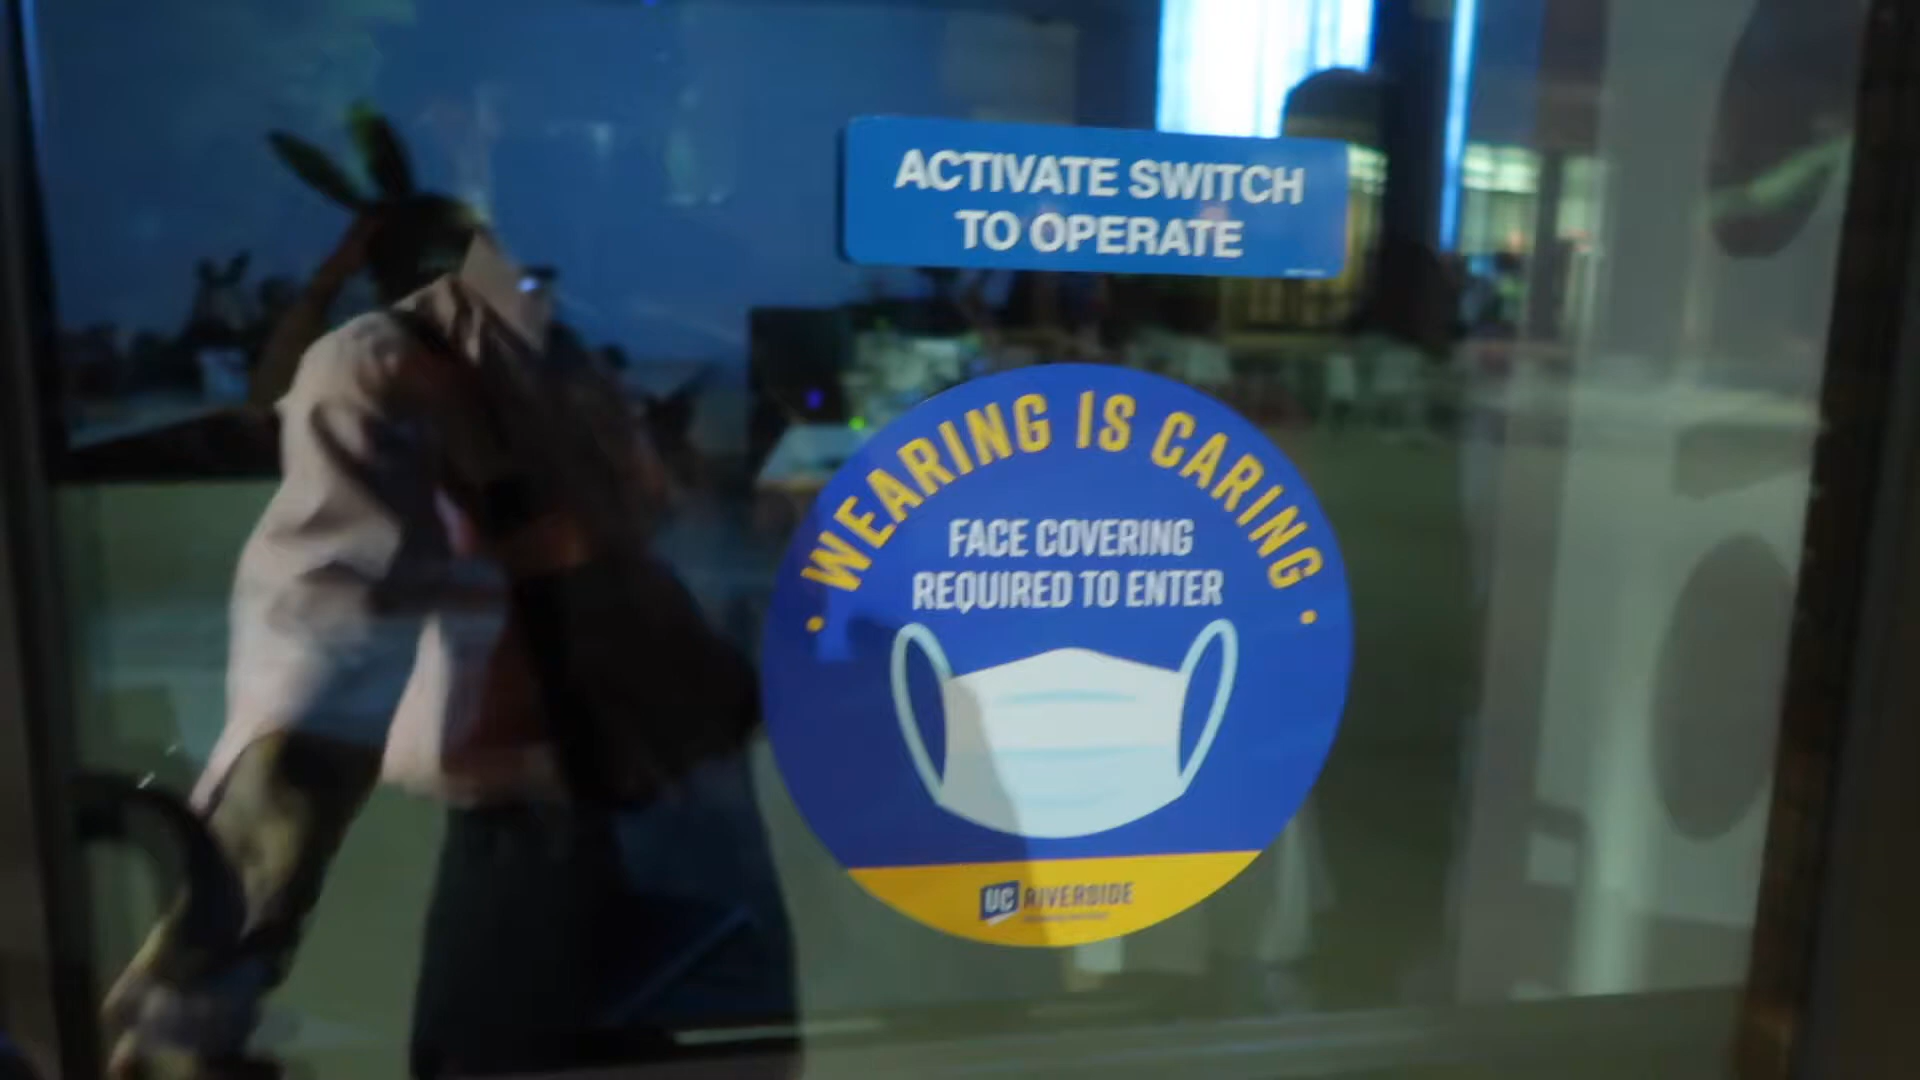 ACTIVATE SWITCH
TO OPERATE
WEARING IS CARING
FACE COVERING
REQUIRED TO ENTER
UC RIVERSIDE